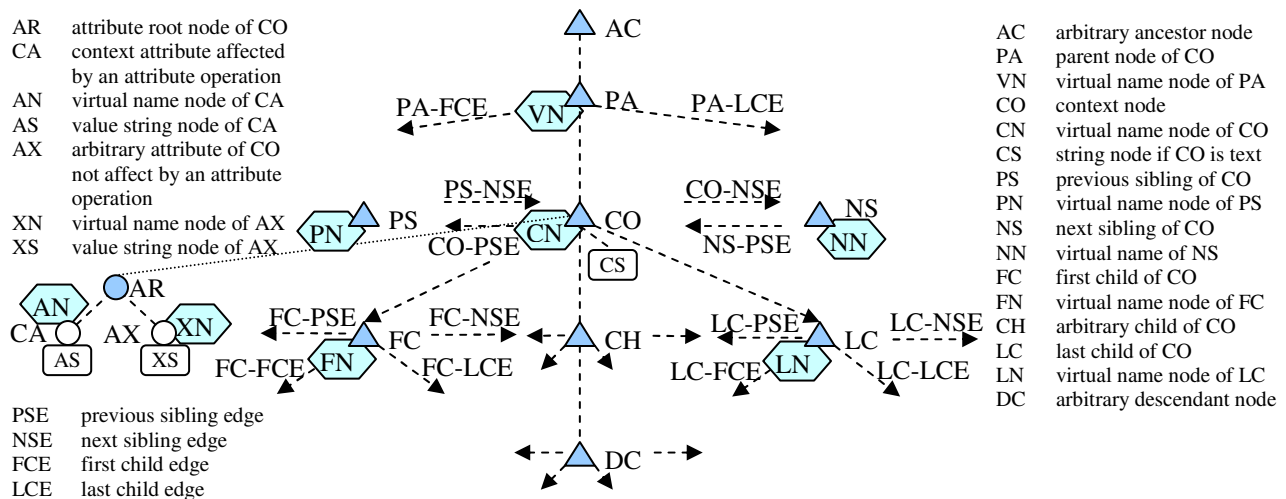 AR attribute root node of CO
CA context attribute affected
by an attribute operation
AN virtual name node of CA
AS value string node of CA
AX arbitrary attribute of CO
not affect by an attribute
operation
XN virtual name node of AX
XS value string node of AX
AC
PA-FCE VN PA PA-LCE
PS-NSE CO-NSE
PN PS CN CO NS
CO-PSE NS-PSE NN
CS
AR
AN XN
CA AX
AS XS
FC-PSE FC-NSE LC-PSE LC-NSE
FC CH LC
FN LN
FC-FCE FC-LCE LC-FCE LC-LCE
DC
PSE previous sibling edge
NSE next sibling edge
FCE first child edge
LCE last child edge
AC arbitrary ancestor node
PA parent node of CO
VN virtual name node of PA
CO context node
CN virtual name node of CO
CS string node if CO is text
PS previous sibling of CO
PN virtual name node of PS
NS next sibling of CO
NN virtual name of NS
FC first child of CO
FN virtual name node of FC
CH arbitrary child of CO
LC last child of CO
LN virtual name node of LC
DC arbitrary descendant node